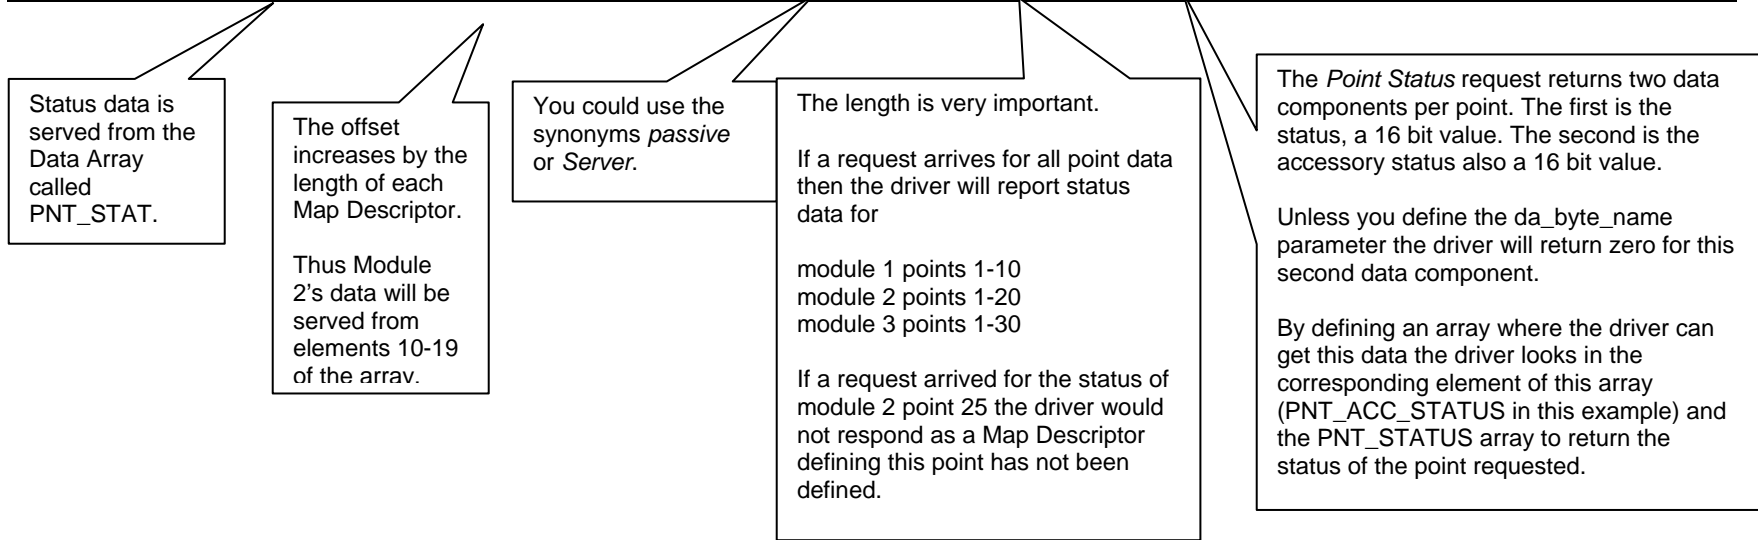 Status data is
served from the
Data Array
called
PNT_STAT.
The offset
increases by the
length of each
Map Descriptor.
Thus Module
2's data will be
served from
elements 10-19
of the array.
You could use the
synonyms passive
or Server.
The length is very important.
If a request arrives for all point data
then the driver will report status
data for
module 1 points 1-10
module 2 points 1-20
module 3 points 1-30
If a request arrived for the status of
module 2 point 25 the driver would
not respond as a Map Descriptor
defining this point has not been
defined.
The Point Status request returns two data
components per point. The first is the
status, a 16 bit value. The second is the
accessory status also a 16 bit value.
Unless you define the da_byte_name
parameter the driver will return zero for this
second data component.
By defining an array where the driver can
get this data the driver looks in the
corresponding element of this array
(PNT_ACC_STATUS in this example) and
the PNT_STATUS array to return the
status of the point requested.